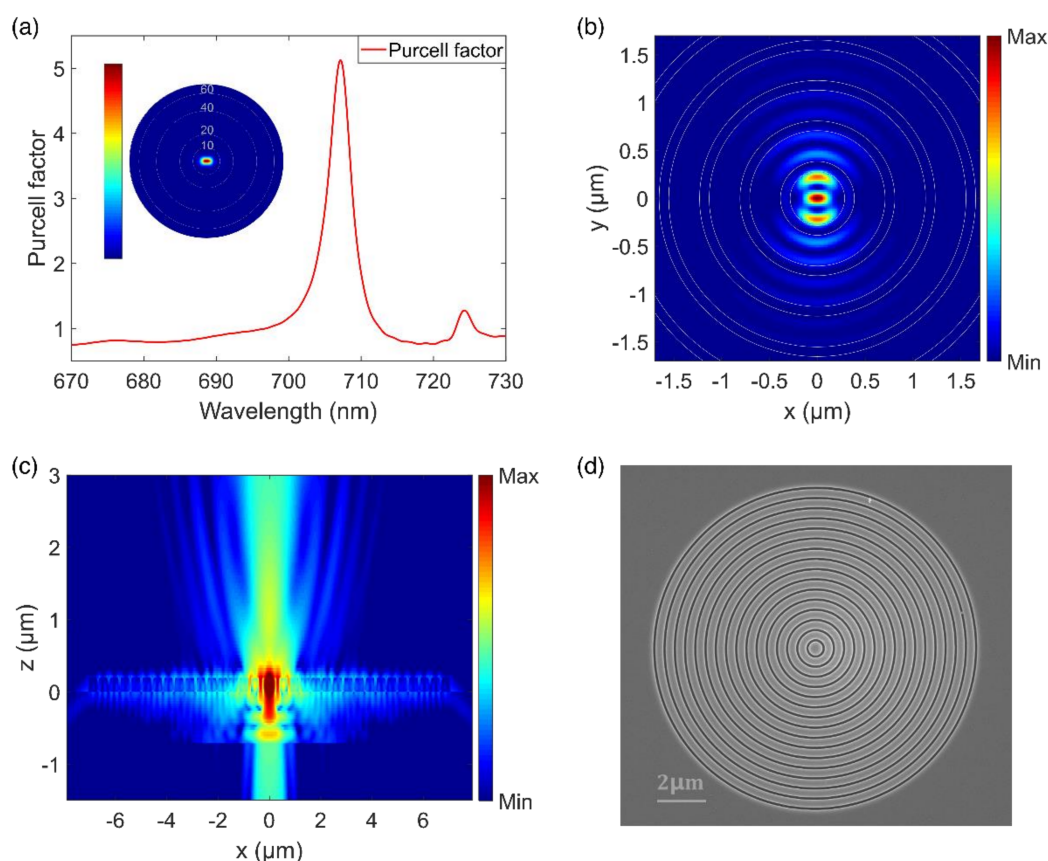 (a)
Purcell factor
5
4
3
2
1
670 680 690 700 710 720 730
Wavelength (nm)
Purcell factor
60
40
20
10
(b)
1.5
1
0.5
0
-0.5
-1
-1.5
-1.5 -1 -0.5 0 0.5 1 1.5
x (μm)
y (μm)
Max
Min
(c)
3
2
1
0
-1
-6 -4 -2 0 2 4 6
x (μm)
z (μm)
Max
Min
(d)
2μm